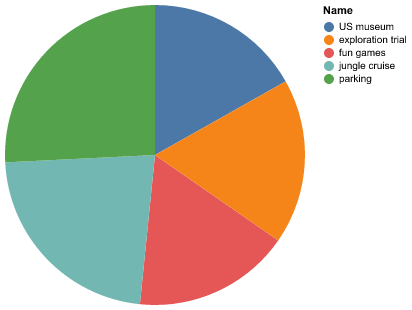 Name
US museum
exploration trial
fun games
jungle cruise
parking